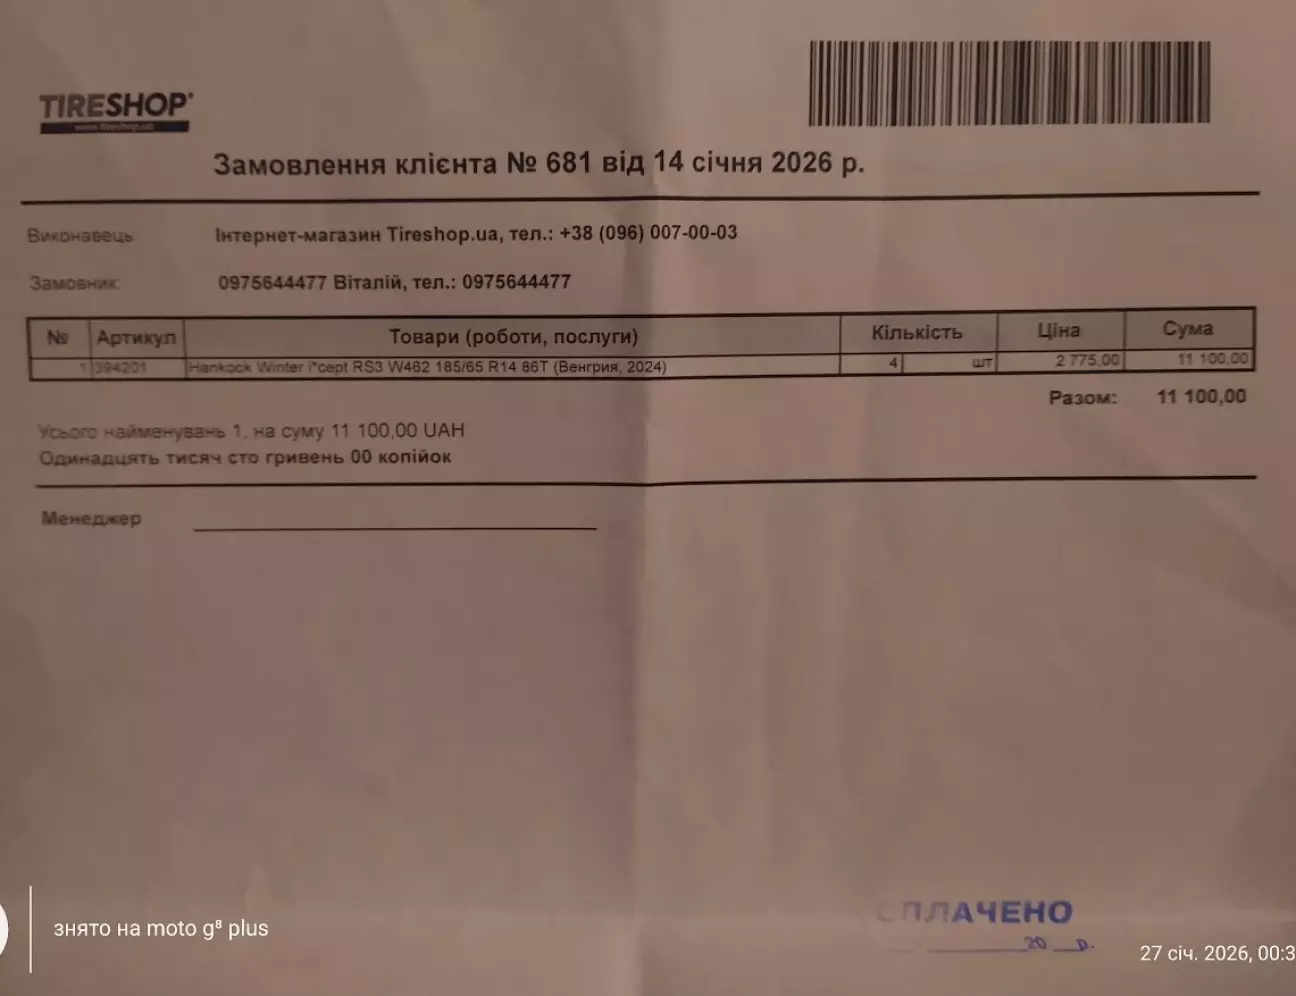 TIRESHOP
www.tireshop.ua
Замовлення клієнта № 681 від 14 січня 2026 р.
Виконавець: Інтернет-магазин Tireshop.ua, тел.: +38 (096) 007-00-03
Замовник: 0975644477 Віталій, тел.: 0975644477
№ Артикул Товари (роботи, послуги) Кількість Ціна Сума
1 394201 Hankook Winter i*cept RS3 W462 185/65 R14 86T (Венгрия, 2024) 4 шт 2 775,00 11 100,00
Разом: 11 100,00
Усього найменувань 1, на суму 11 100,00 UAH
Одинадцять тисяч сто гривень 00 копійок
Менеджер
СПЛАЧЕНО
20 р.
знято на moto g⁸ plus
27 січ. 2026, 00:3